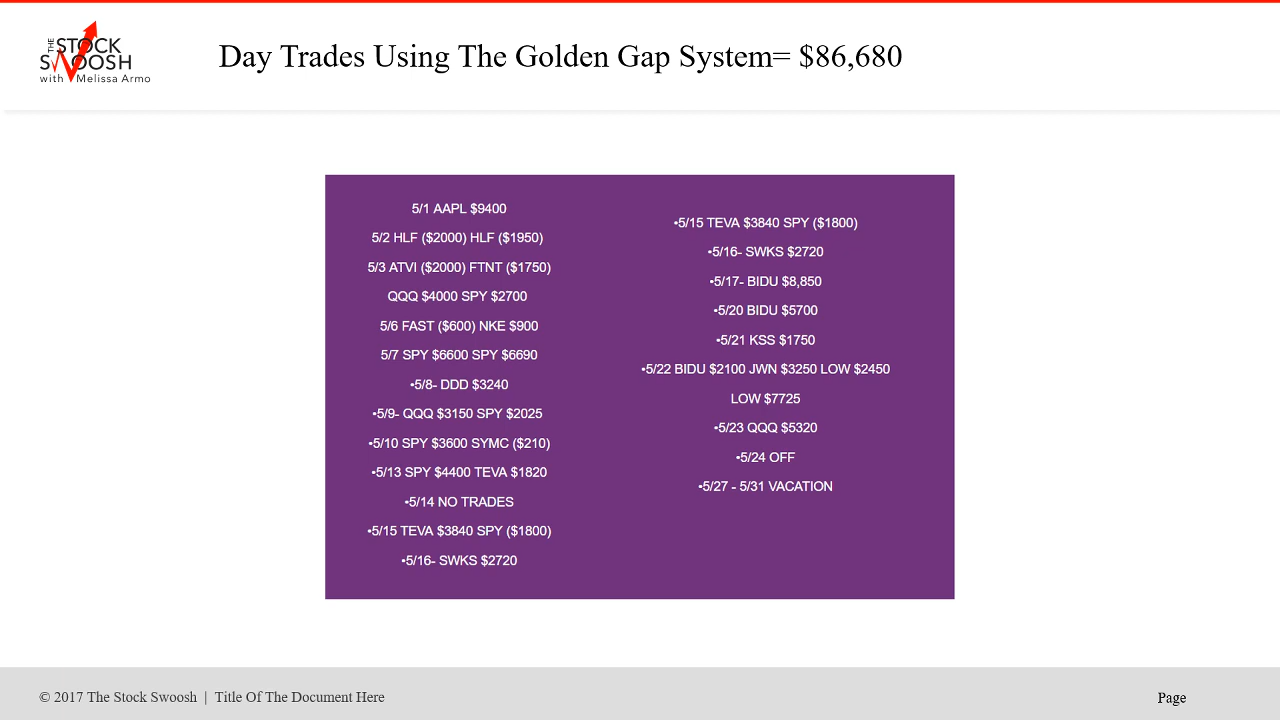 THE STOCK
SWOOSH
with Melissa Armo
Day Trades Using The Golden Gap System= $86,680
5/1 AAPL $9400
5/2 HLF ($2000) HLF ($1950)
5/3 ATVI ($2000) FTNT ($1750)
QQQ $4000 SPY $2700
5/6 FAST ($600) NKE $900
5/7 SPY $6600 SPY $6690
•5/8- DDD $3240
•5/9- QQQ $3150 SPY $2025
•5/10 SPY $3600 SYMC ($210)
•5/13 SPY $4400 TEVA $1820
•5/14 NO TRADES
•5/15 TEVA $3840 SPY ($1800)
•5/16- SWKS $2720
•5/15 TEVA $3840 SPY ($1800)
•5/16- SWKS $2720
•5/17- BIDU $8,850
•5/20 BIDU $5700
•5/21 KSS $1750
•5/22 BIDU $2100 JWN $3250 LOW $2450
LOW $7725
•5/23 QQQ $5320
•5/24 OFF
•5/27 - 5/31 VACATION
© 2017 The Stock Swoosh | Title Of The Document Here
Page